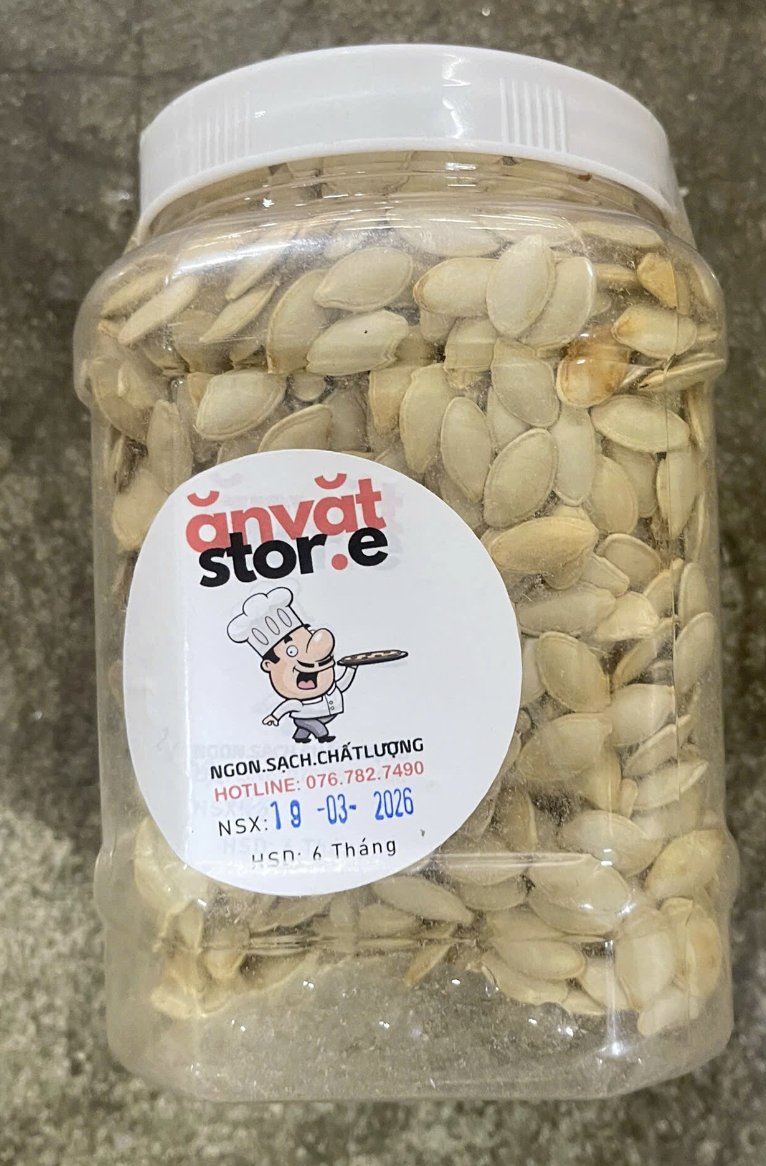 ănvặt
stor.e
NGON.SẠCH.CHẤTLƯỢNG
HOTLINE: 076.782.7490
NSX: 19 -03- 2026
HSD: 6 Tháng